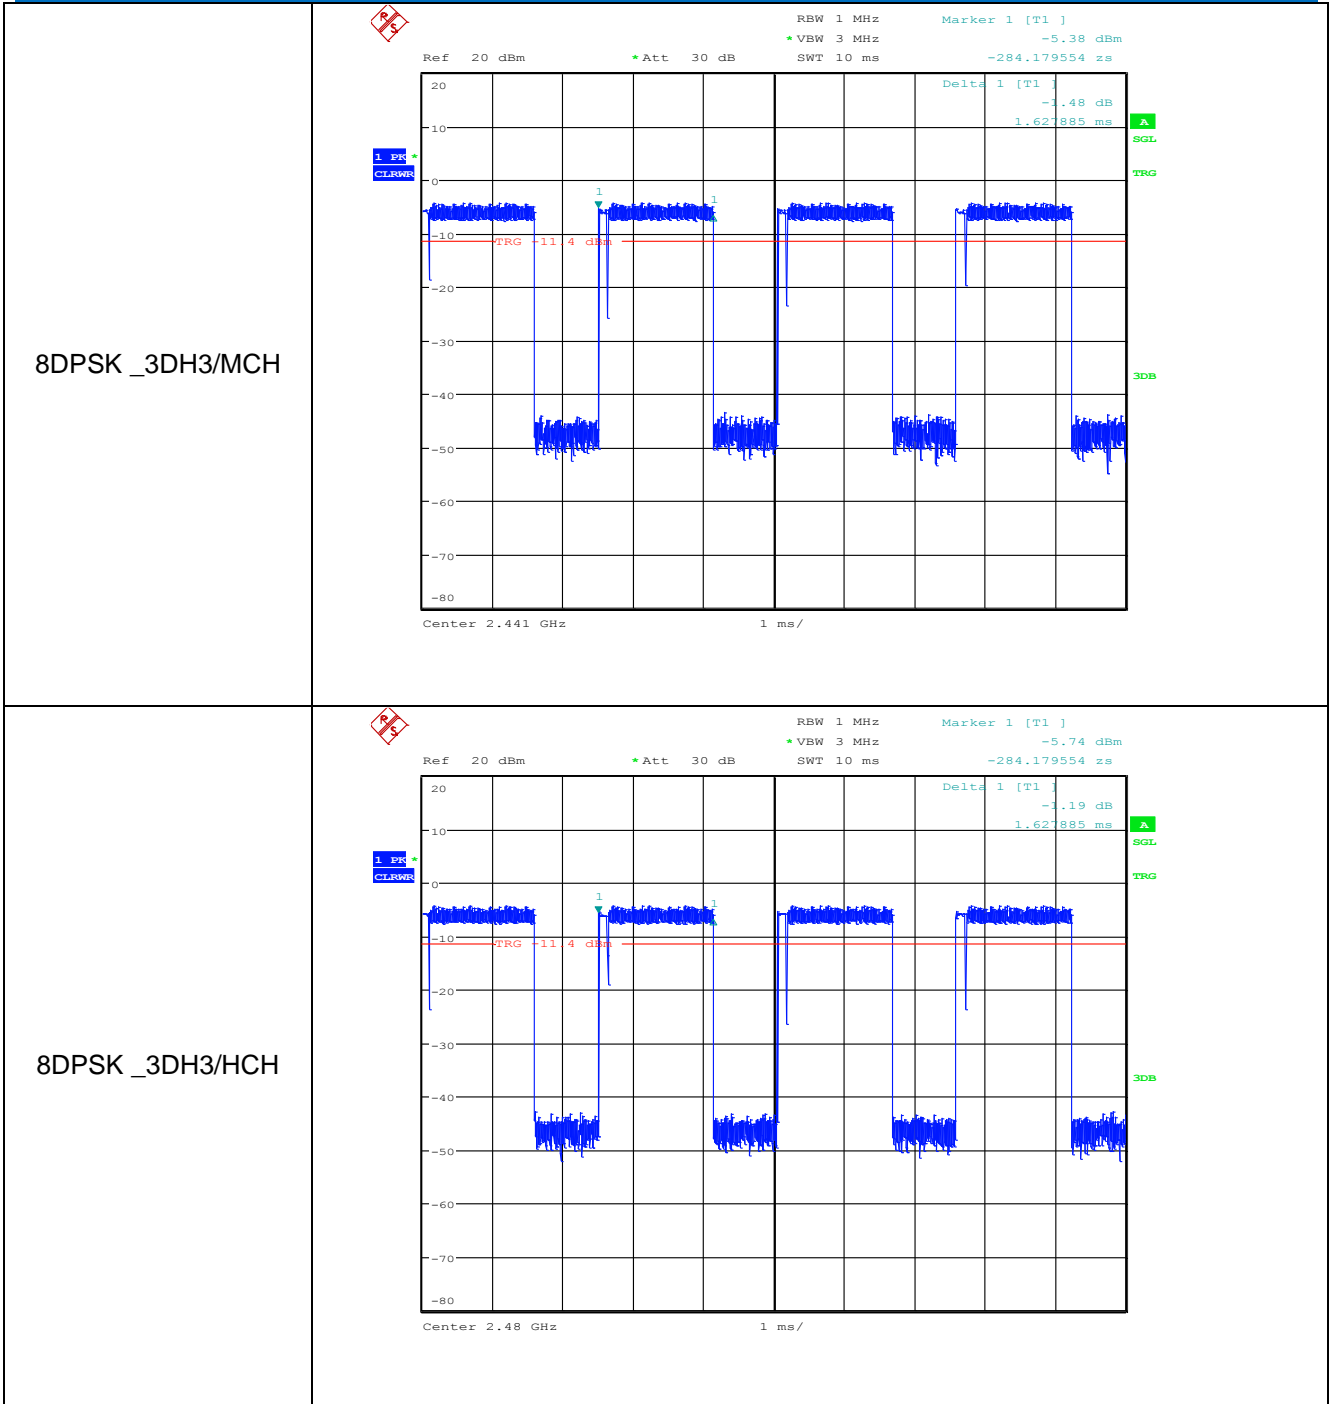 8DPSK _3DH3/MCH
R S
RBW 1 MHz Marker 1 [T1 ]
* VBW 3 MHz -5.38 dBm
Ref 20 dBm * Att 30 dB SWT 10 ms -284.179554 zs
20 Delta 1 [T1 ]
-1.48 dB
1.627885 ms A
10
SGL
1 PK *
CLRWR TRG
0
1 1
-10
TRG -11.4 dBm
-20
-30
3DB
-40
-50
-60
-70
-80
Center 2.441 GHz 1 ms/
8DPSK _3DH3/HCH
R S
RBW 1 MHz Marker 1 [T1 ]
* VBW 3 MHz -5.74 dBm
Ref 20 dBm * Att 30 dB SWT 10 ms -284.179554 zs
20 Delta 1 [T1 ]
-1.19 dB
1.627885 ms A
10
SGL
1 PK *
CLRWR TRG
0
1 1
-10
TRG -11.4 dBm
-20
-30
3DB
-40
-50
-60
-70
-80
Center 2.48 GHz 1 ms/